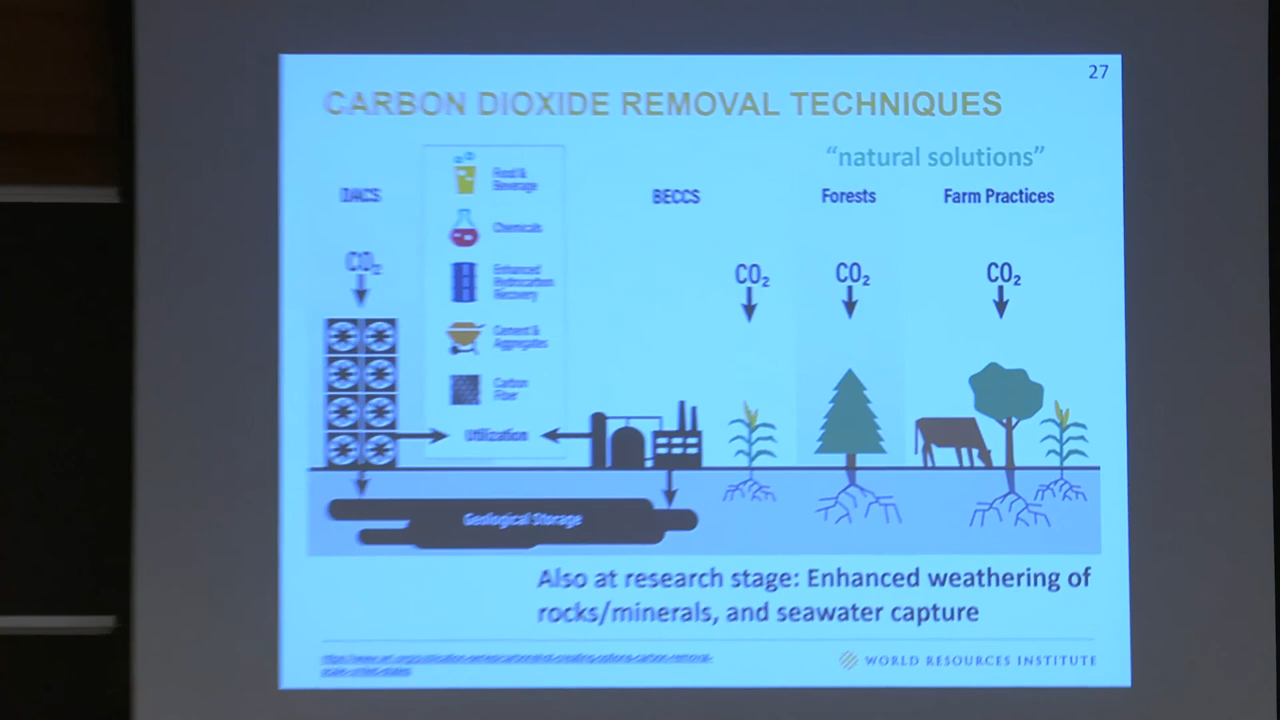 27
CARBON DIOXIDE REMOVAL TECHNIQUES
“natural solutions”
DACS
Food &
Beverage
BECCS
Forests
Farm Practices
Chemicals
CO₂
Enhanced
Hydrocarbon
Recovery
CO₂
CO₂
CO₂
Cement &
Aggregates
Carbon
Fiber
Utilization
Geological Storage
Also at research stage: Enhanced weathering of
rocks/minerals, and seawater capture
WORLD RESOURCES INSTITUTE